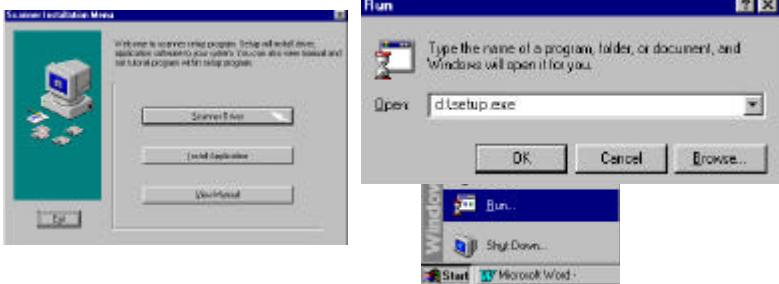 Scanner Installation Menu
Welcome to scanner setup program. Setup will install driver,
application software to your system. You can also view manual and
run tutorial program within setup program.
Scanner Driver
Install Application
View Manual
Exit
Run
Type the name of a program, folder, or document, and
Windows will open it for you.
Open: d:\setup.exe
OK Cancel Browse...
Window
Run...
Shut Down...
Start Microsoft Word -